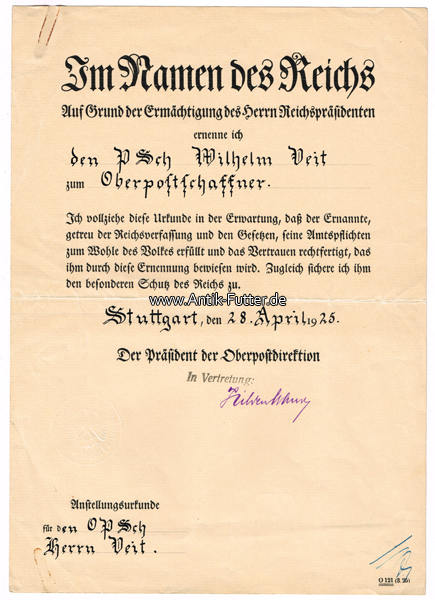 Im Namen des Reichs
Auf Grund der Ermächtigung des Herrn Reichspräsidenten
ernenne ich
den P Sch Wilhelm Veit
zum Oberpostschaffner.
Ich vollziehe diese Urkunde in der Erwartung, daß der Ernannte,
getreu der Reichsverfassung und den Gesetzen, seine Amtspflichten
zum Wohle des Volkes erfüllt und das Vertrauen rechtfertigt, das
ihm durch diese Ernennung bewiesen wird. Zugleich sichere ich ihm
den besonderen Schutz des Reichs zu.
www.Antik-Futter.de
Stuttgart, den 28. April 1925.
Der Präsident der Oberpostdirektion
In Vertretung:
Anstellungsurkunde
für den OPSch
Herrn Veit.
O 121